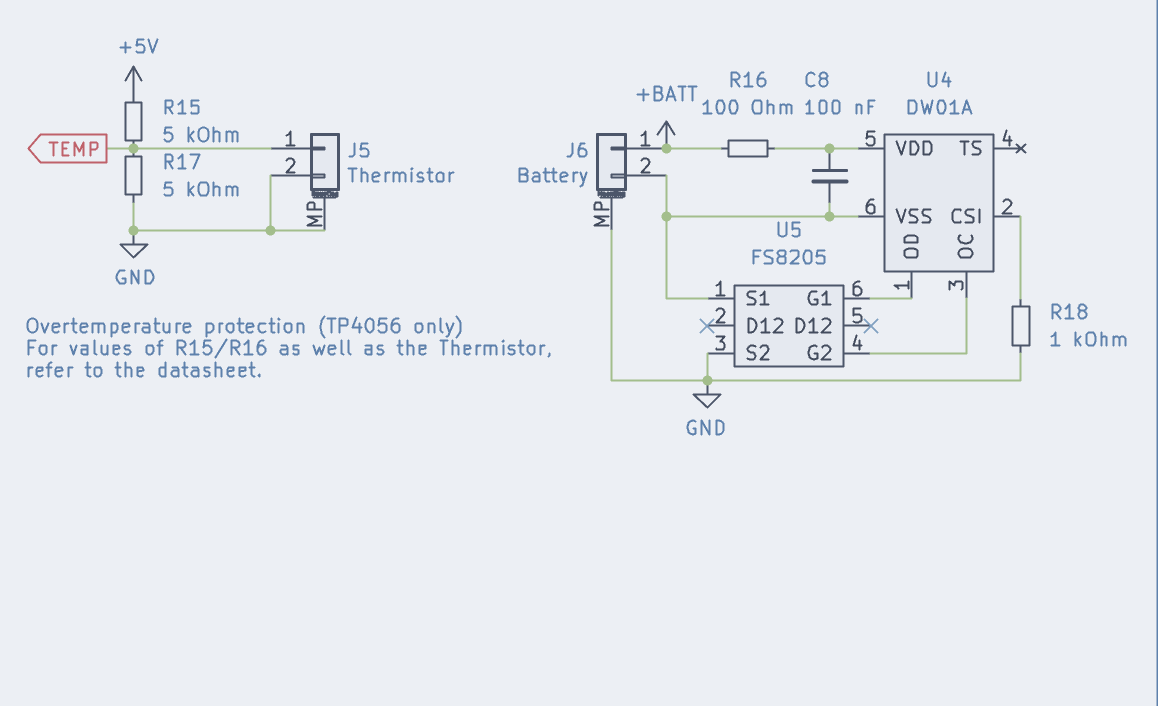 +5V
R15
5 kOhm
TEMP
R17
5 kOhm
1
2
J5
Thermistor
MP
GND
Overtemperature protection (TP4056 only)
For values of R15/R16 as well as the Thermistor,
refer to the datasheet.
+BATT
R16
100 Ohm
C8
100 nF
U4
DW01A
J6
Battery
1
2
MP
5
VDD
TS
4
6
VSS
CSI
2
OD
OC
1
3
U5
FS8205
1
S1
G1
6
2
D12
D12
5
3
S2
G2
4
R18
1 kOhm
GND